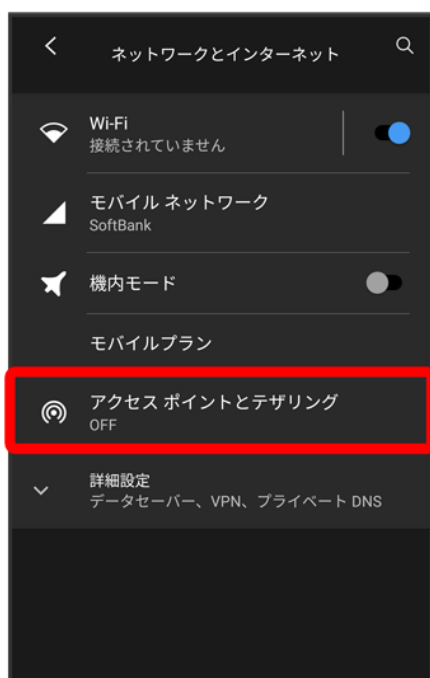 ネットワークとインターネット
Wi-Fi
接続されていません
モバイル ネットワーク
SoftBank
機内モード
モバイルプラン
アクセス ポイントとテザリング
OFF
詳細設定
データセーバー、VPN、プライベート DNS